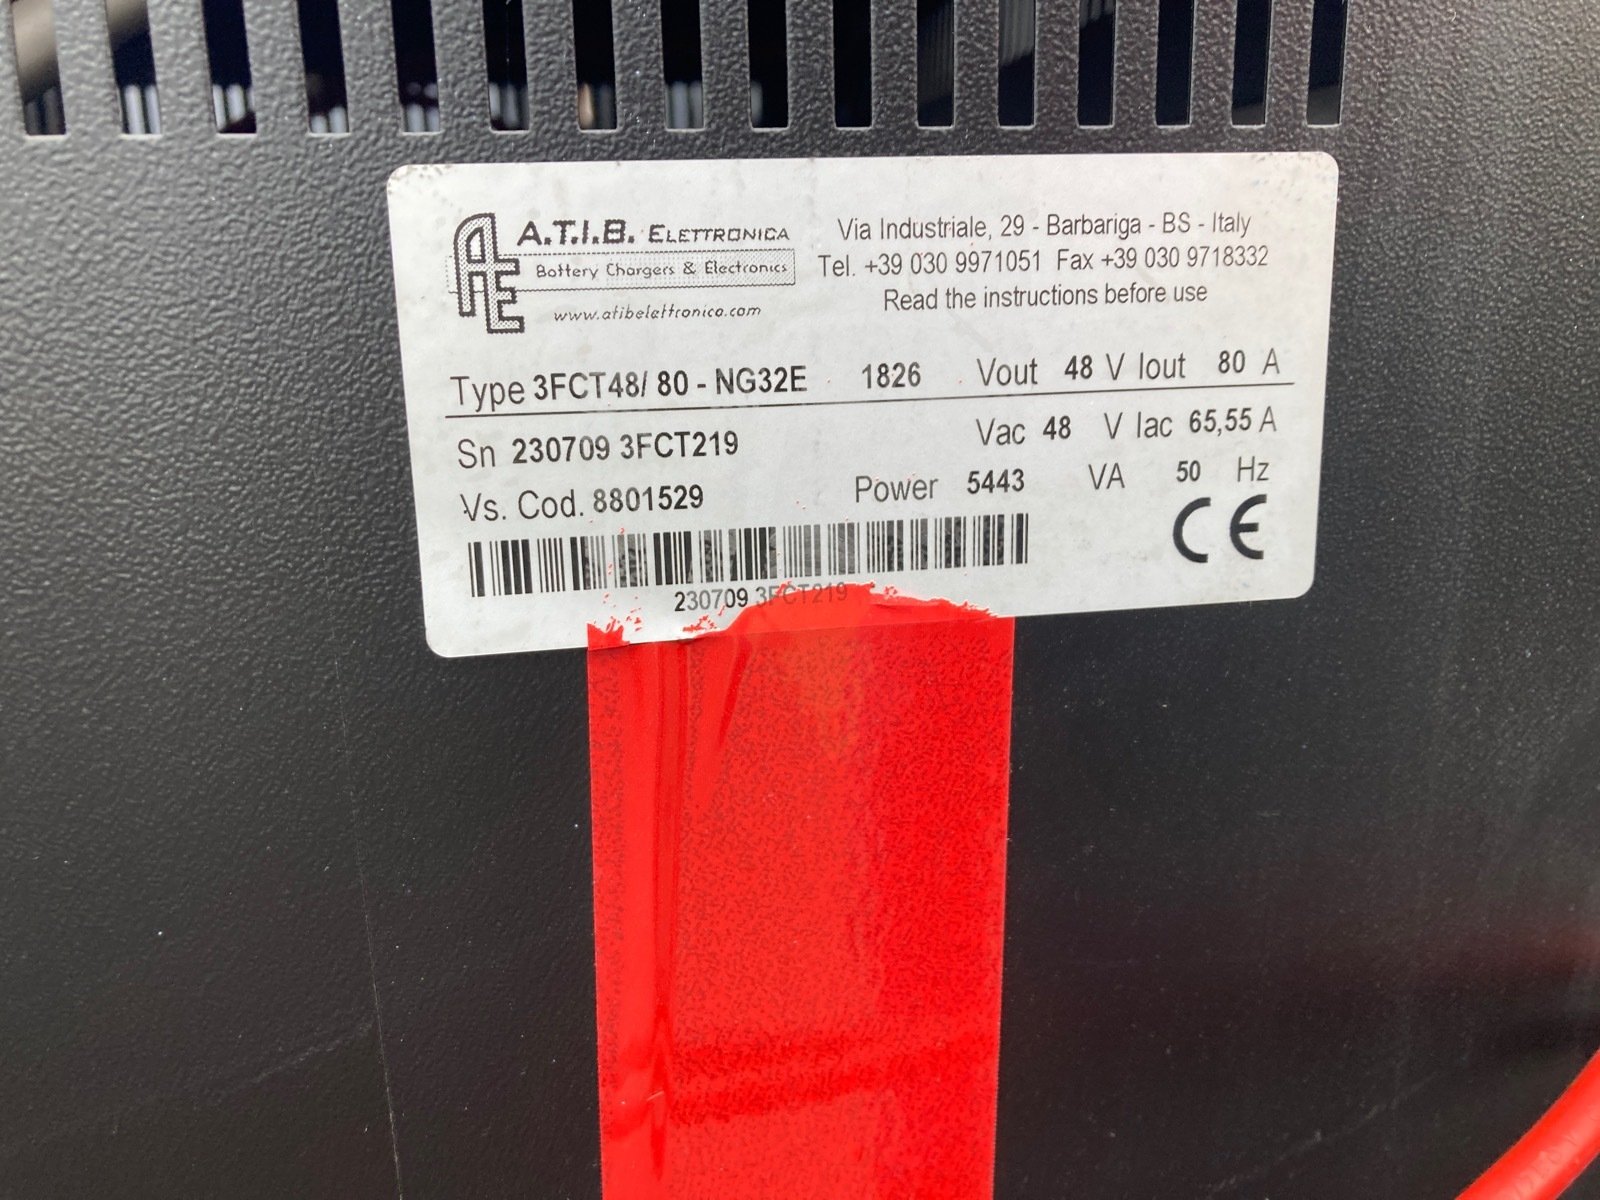 A.T.I.B. ELETTRONICA
Battery Chargers & Electronics
www.atibelettronica.com
Via Industriale, 29 - Barbariga - BS - Italy
Tel. +39 030 9971051 Fax +39 030 9718332
Read the instructions before use
Type 3FCT48/ 80 - NG32E 1826 Vout 48 V Iout 80 A
Sn 230709 3FCT219 Vac 48 V Iac 65,55 A
Vs. Cod. 8801529 Power 5443 VA 50 Hz
CE
230709 3FCT219